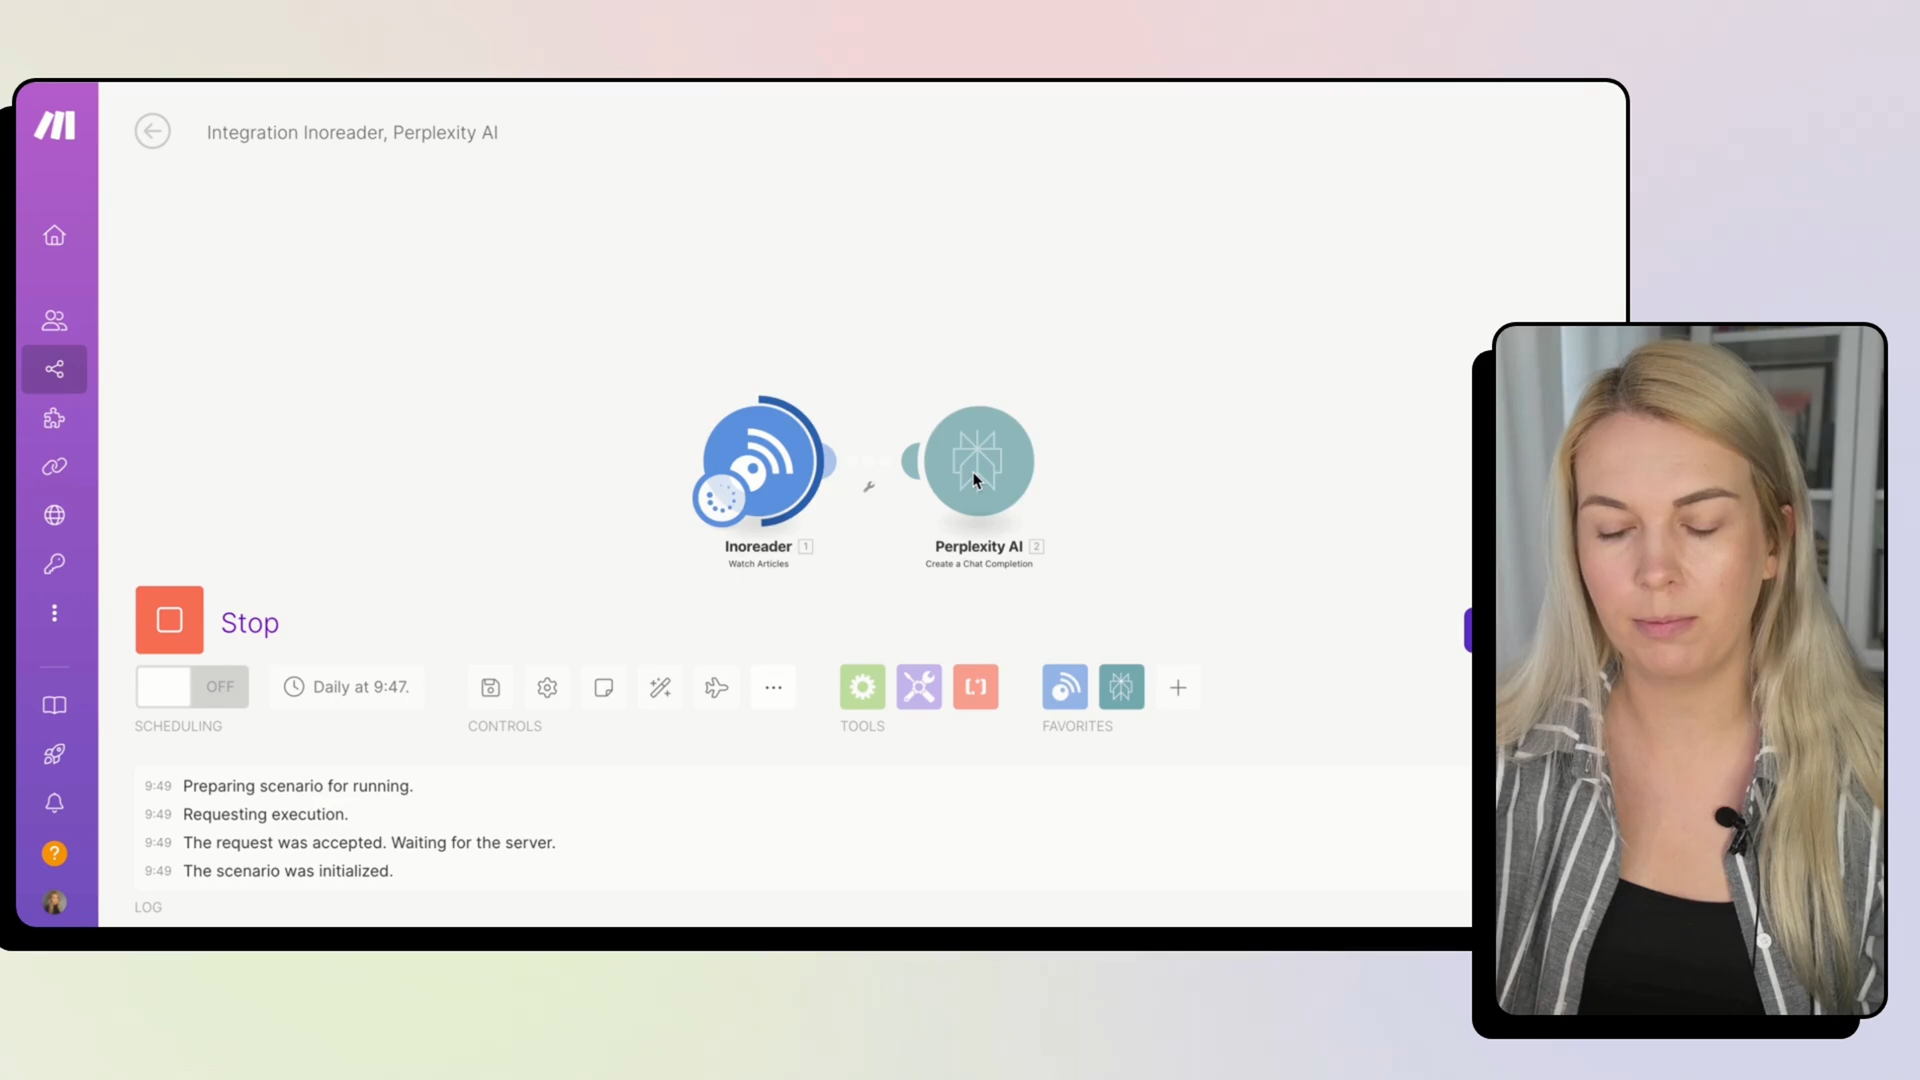 Integration Inoreader, Perplexity AI
Inoreader 1
Watch Articles
Perplexity AI 2
Create a Chat Completion
Stop
OFF
Daily at 9:47.
SCHEDULING
CONTROLS
TOOLS
FAVORITES
9:49 Preparing scenario for running.
9:49 Requesting execution.
9:49 The request was accepted. Waiting for the server.
9:49 The scenario was initialized.
LOG
?